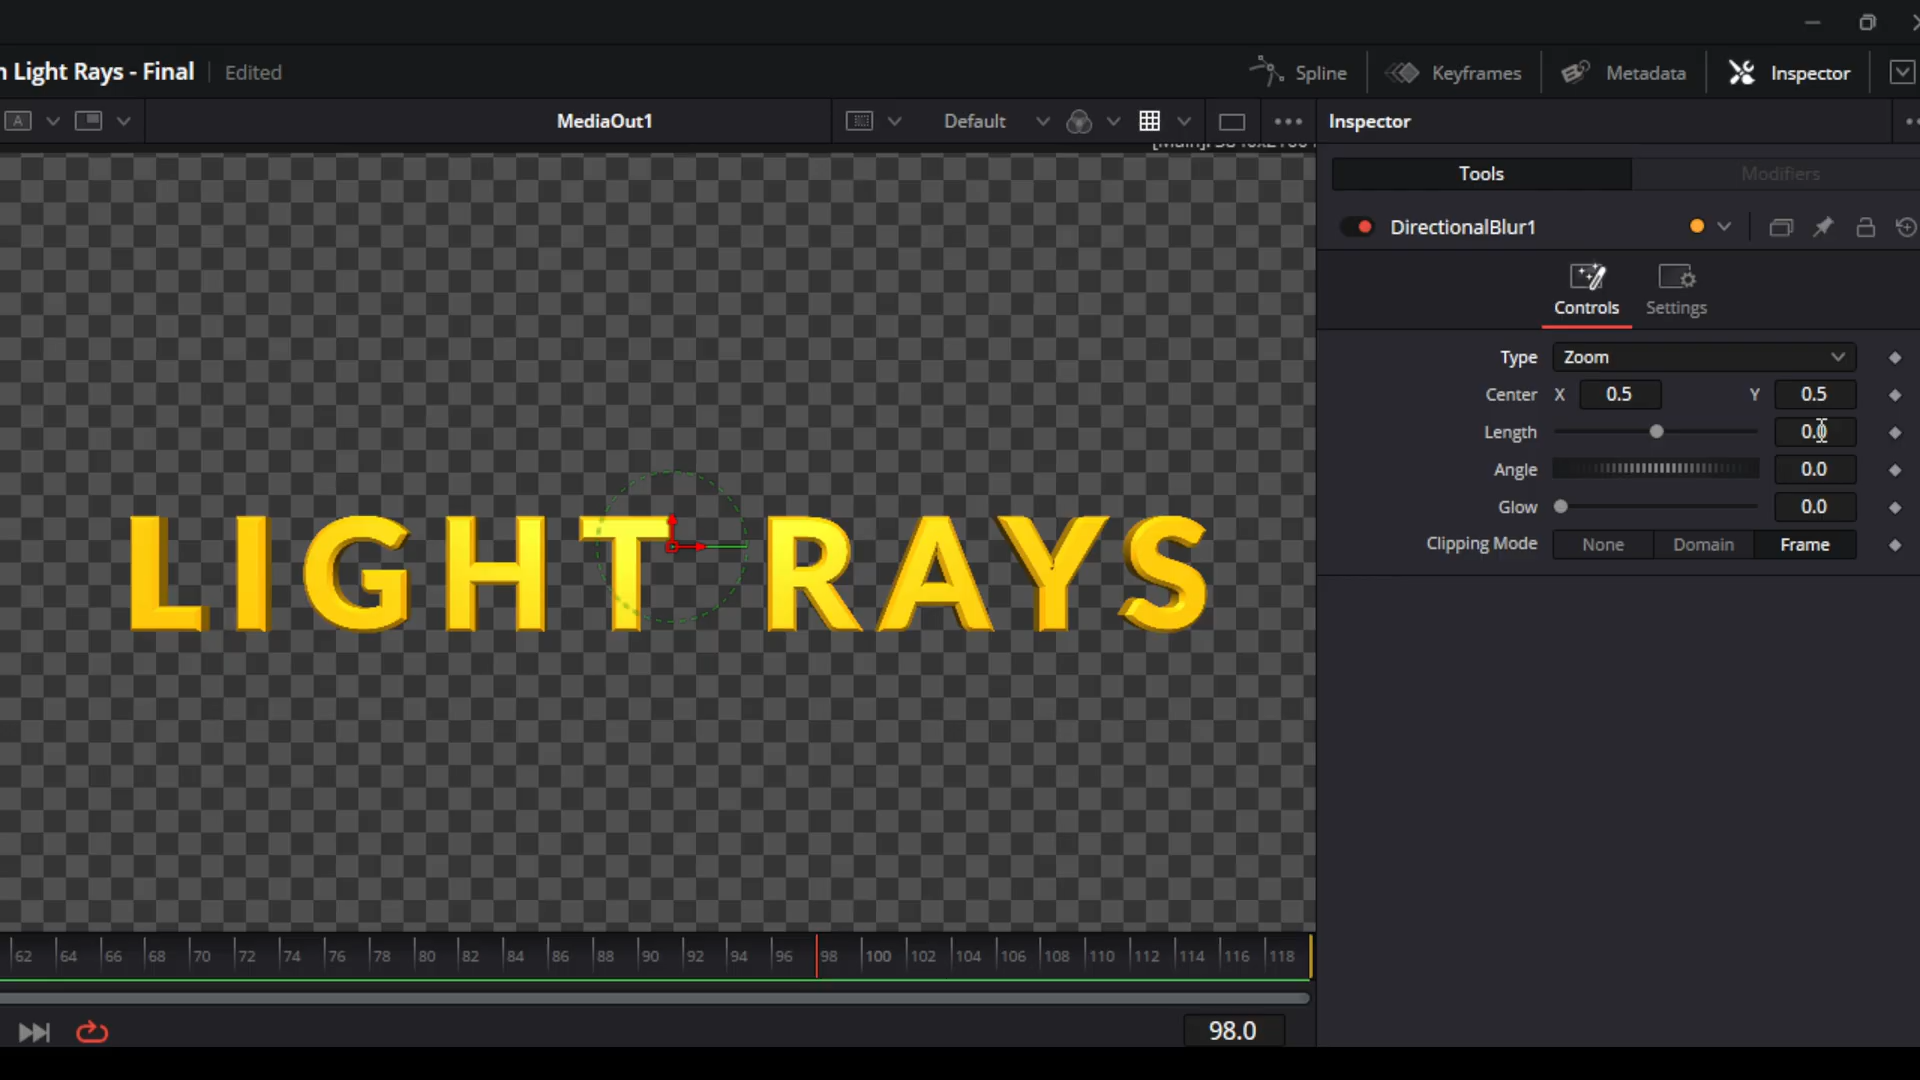 n Light Rays - Final Edited
Spline Keyframes Metadata Inspector
A MediaOut1 Default Inspector
Tools Modifiers
DirectionalBlur1
Controls Settings
Type Zoom
Center X 0.5 Y 0.5
Length 0.0
Angle 0.0
Glow 0.0
Clipping Mode None Domain Frame
LIGHT RAYS
62 64 66 68 70 72 74 76 78 80 82 84 86 88 90 92 94 96 98 100 102 104 106 108 110 112 114 116 118
98.0